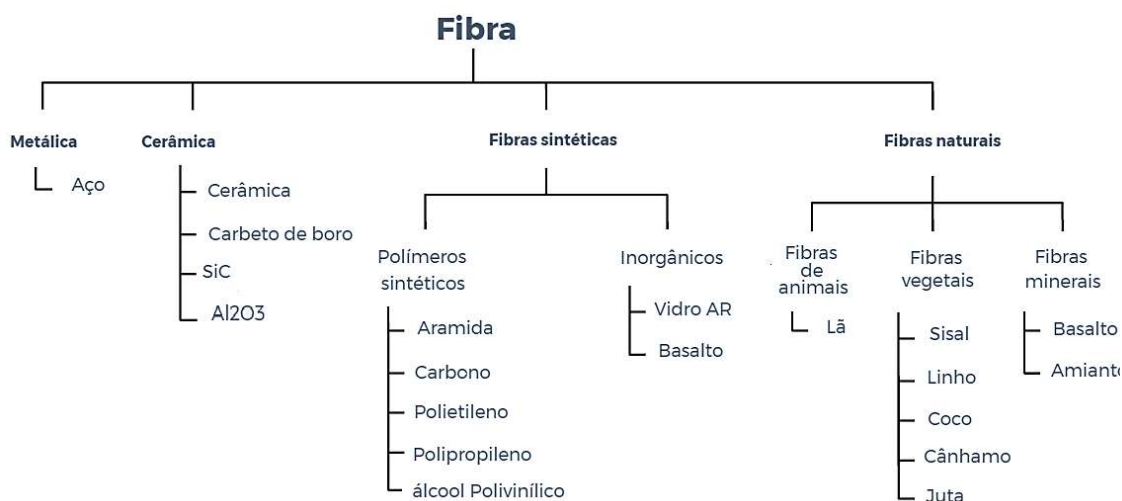 Fibra
Metálica
Aço
Cerâmica
Cerâmica
Carbeto de boro
SiC
Al2O3
Fibras sintéticas
Polímeros
sintéticos
Aramida
Carbono
Polietileno
Polipropileno
álcool Polivinílico
Inorgânicos
Vidro AR
Basalto
Fibras naturais
Fibras
de
animais
Lã
Fibras
vegetais
Sisal
Linho
Coco
Cânhamo
Juta
Fibras
minerais
Basalto
Amianto